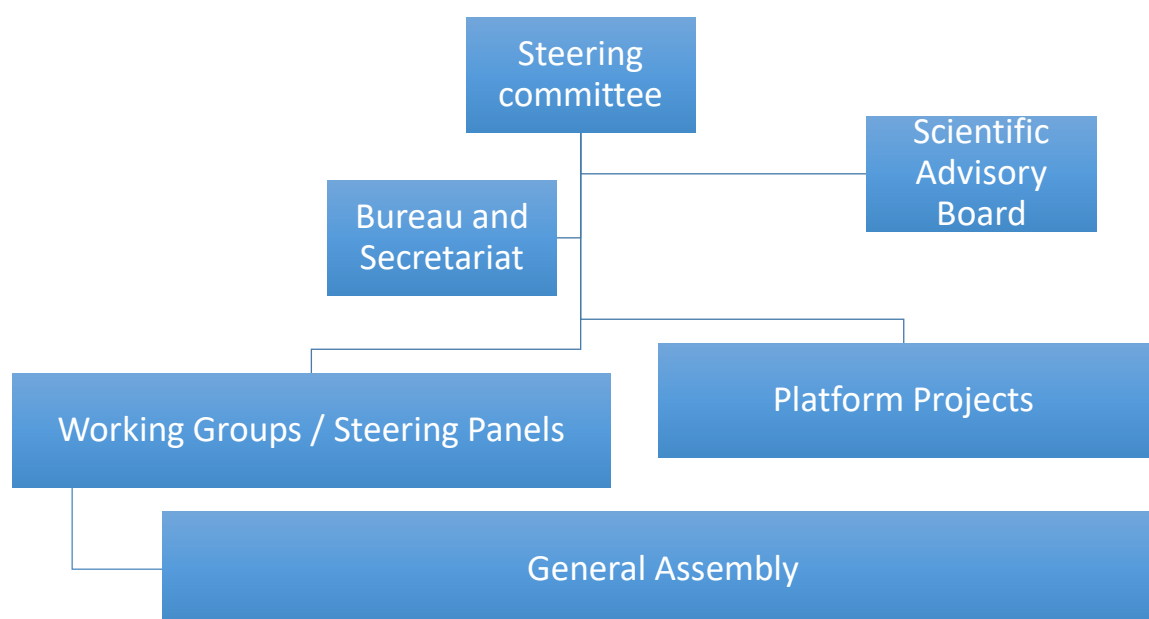 Steering
committee
Scientific
Advisory
Board
Bureau and
Secretariat
Platform Projects
Working Groups / Steering Panels
General Assembly